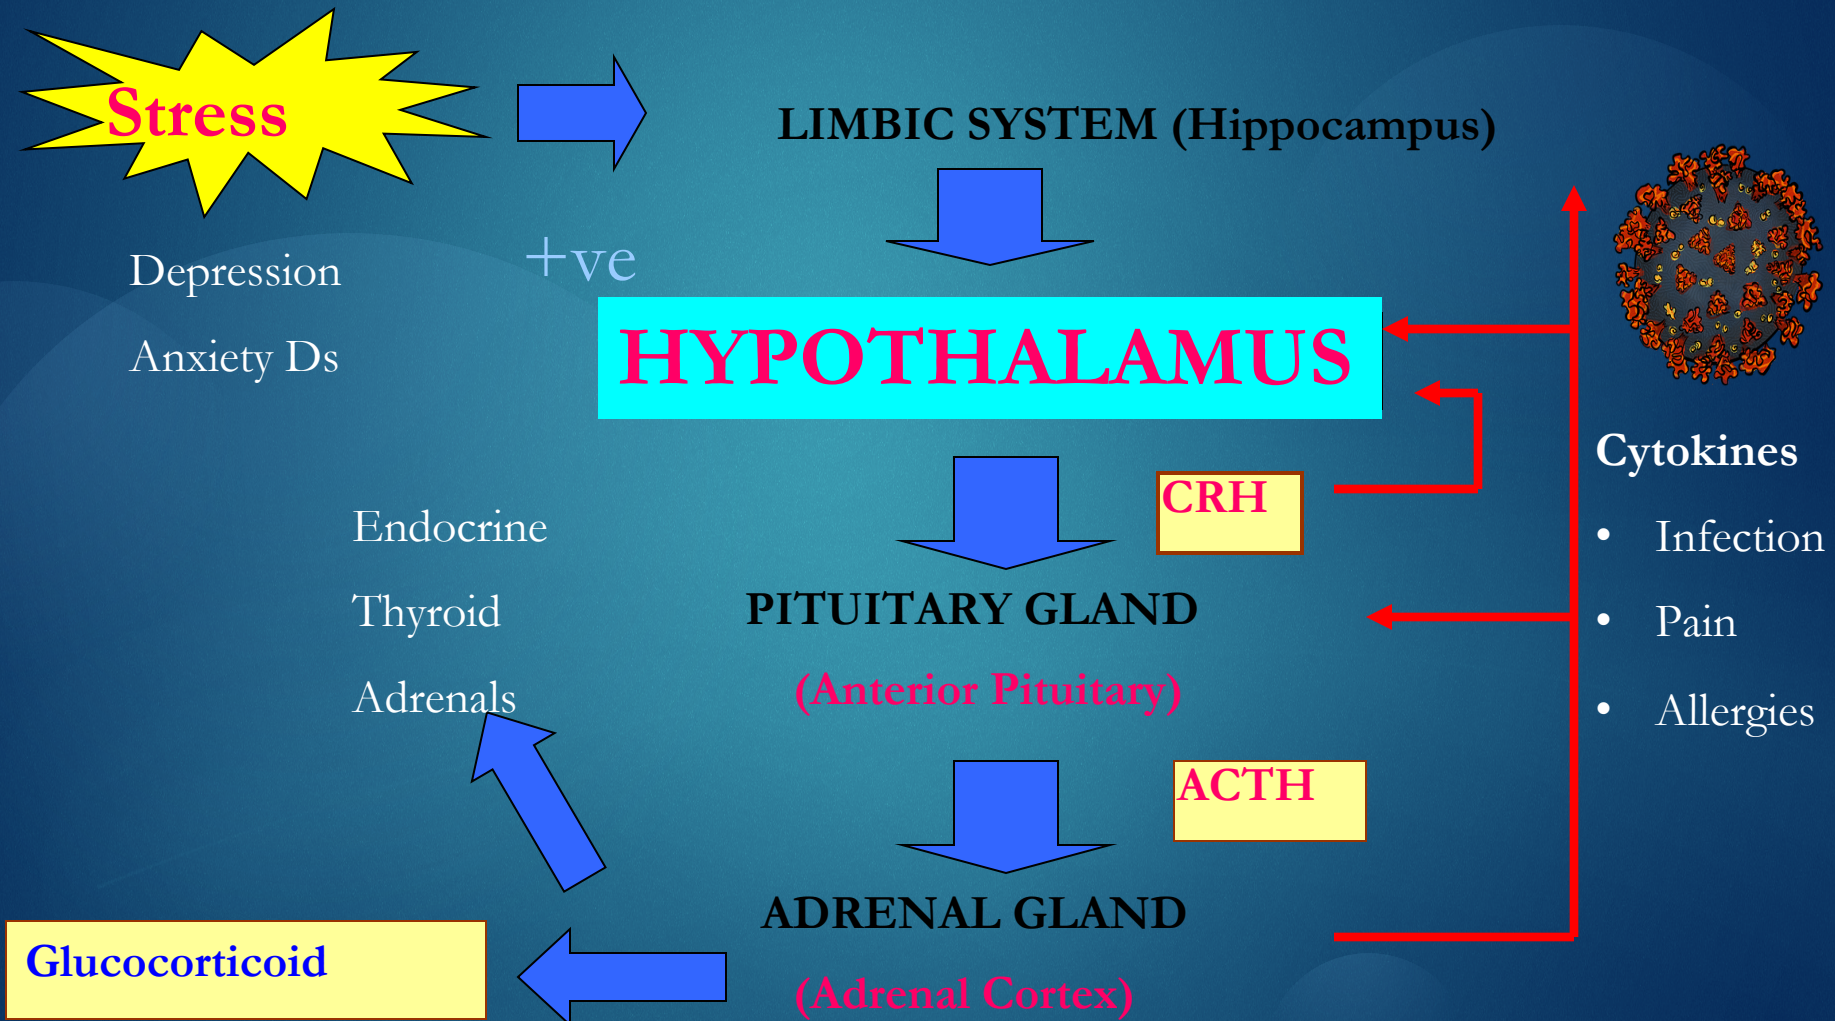 Stress
LIMBIC SYSTEM (Hippocampus)
+ve
Depression
Anxiety Ds
HYPOTHALAMUS
Cytokines
• Infection
• Pain
• Allergies
CRH
Endocrine
Thyroid
Adrenals
PITUITARY GLAND
(Anterior Pituitary)
ACTH
ADRENAL GLAND
(Adrenal Cortex)
Glucocorticoid